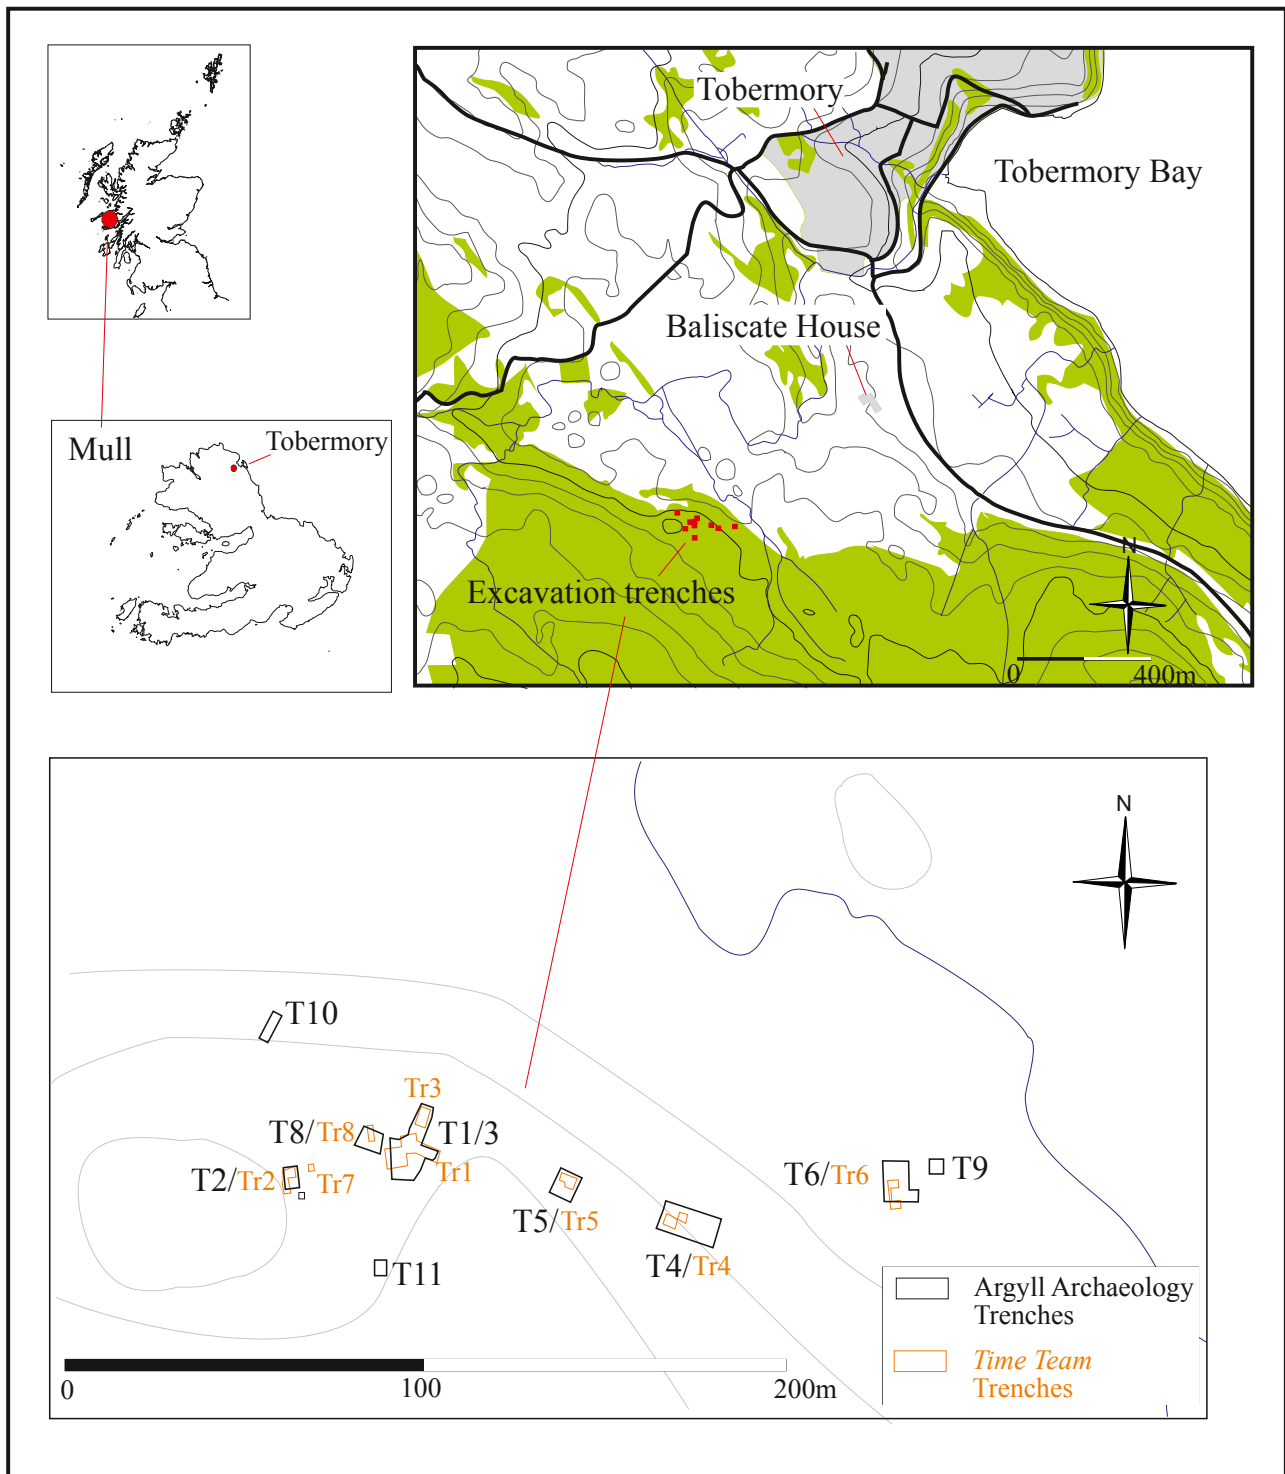 Tobermory
Tobermory Bay
Baliscate House
Mull
Tobermory
Excavation trenches
N
0
400m
N
T10
Tr3
T8/Tr8
T1/3
Tr1
T2/Tr2
Tr7
T6/Tr6
T9
T5/Tr5
T4/Tr4
T11
Argyll Archaeology
Trenches
Time Team
Trenches
0
100
200m